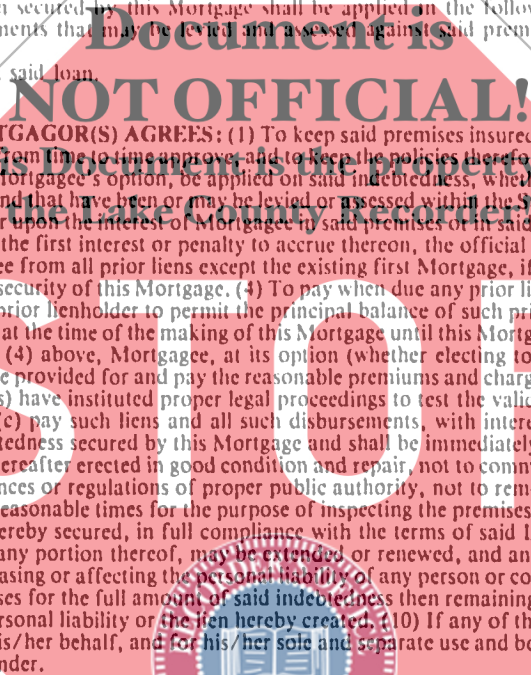 n secured by this Mortgage shall be applied in the follow
ments that may be levied and assessed against said prem
Document is
said loan.
NOT OFFICIAL!
TGAGOR(S) AGREES: (1) To keep said premises insure
from time to time approve, and to keep the policies therefo
is Document is the property
ortgagee's option, be applied on said indebtedness, whe
nd that have been or may be levied or assessed within the S
the Lake County Recorder!
r upon the interest of Mortgagee in said premises or in said
the first interest or penalty to accrue thereon, the official
ee from all prior liens except the existing first Mortgage, if
security of this Mortgage. (4) To pay when due any prior li
prior lienholder to permit the principal balance of such pri
at the time of the making of this Mortgage until this Mortg
(4) above, Mortgagee, at its option (whether electing to
e provided for and pay the reasonable premiums and charg
STOP
s) have instituted proper legal proceedings to test the valid
(c) pay such liens and all such disbursements, with intere
tedness secured by this Mortgage and shall be immediately
ereafter erected in good condition and repair, not to comm
nces or regulations of proper public authority, not to rem
easonable times for the purpose of inspecting the premises
ereby secured, in full compliance with the terms of said l
any portion thereof, may be extended or renewed, and an
asing or affecting the personal liability of any person or co
ses for the full amount of said indebtedness then remaining
rsonal liability or the lien hereby created. (10) If any of th
is/her behalf, and for his/her sole and separate use and be
nder.